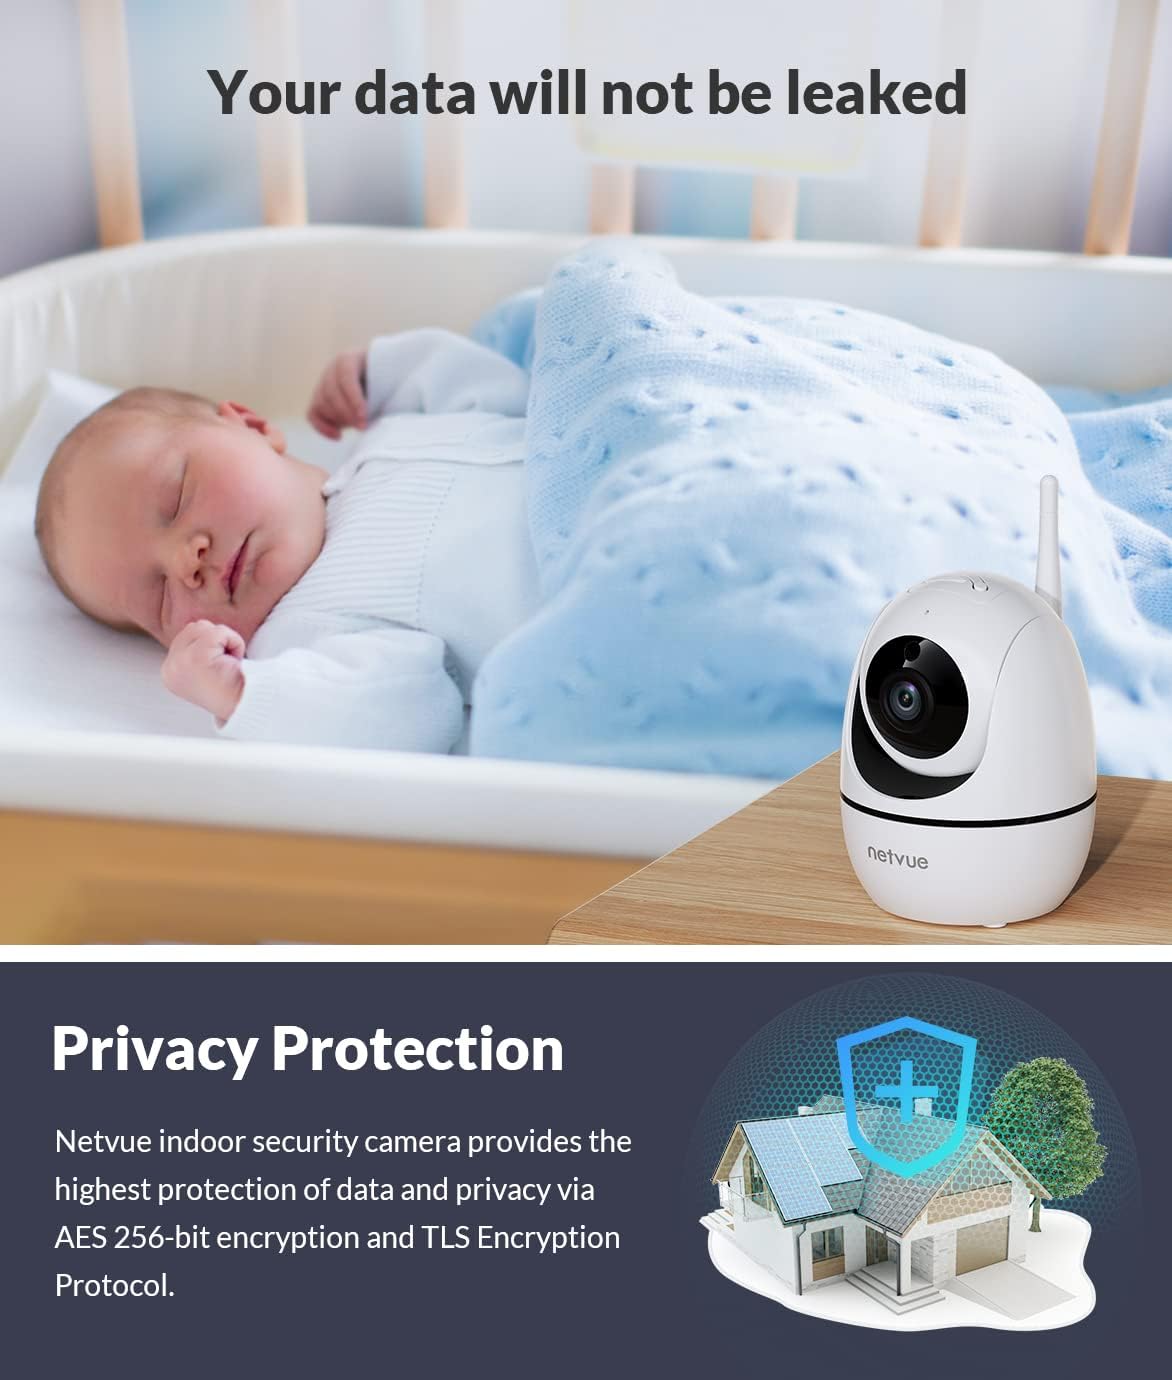 Your data will not be leaked
netvue
Privacy Protection
Netvue indoor security camera provides the
highest protection of data and privacy via
AES 256-bit encryption and TLS Encryption
Protocol.